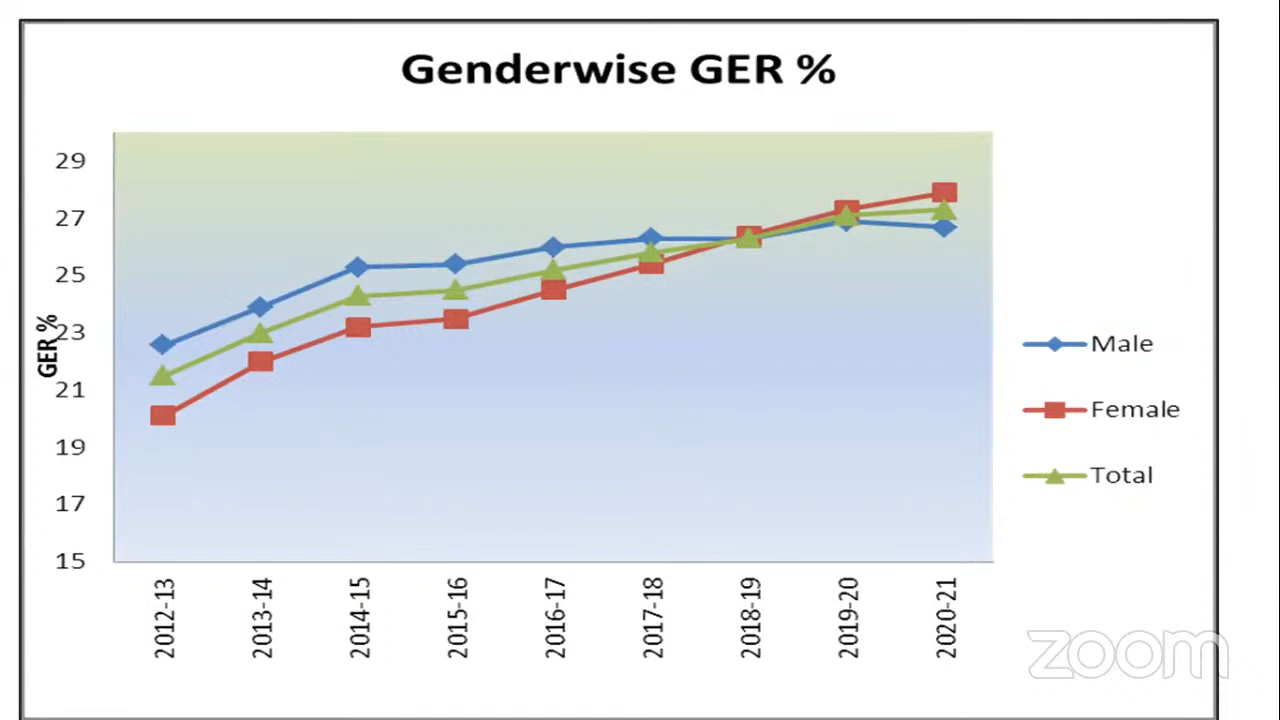 Genderwise GER %
29
27
25
23
21
19
17
15
GER %
2012-13
2013-14
2014-15
2015-16
2016-17
2017-18
2018-19
2019-20
2020-21
Male
Female
Total
zoom